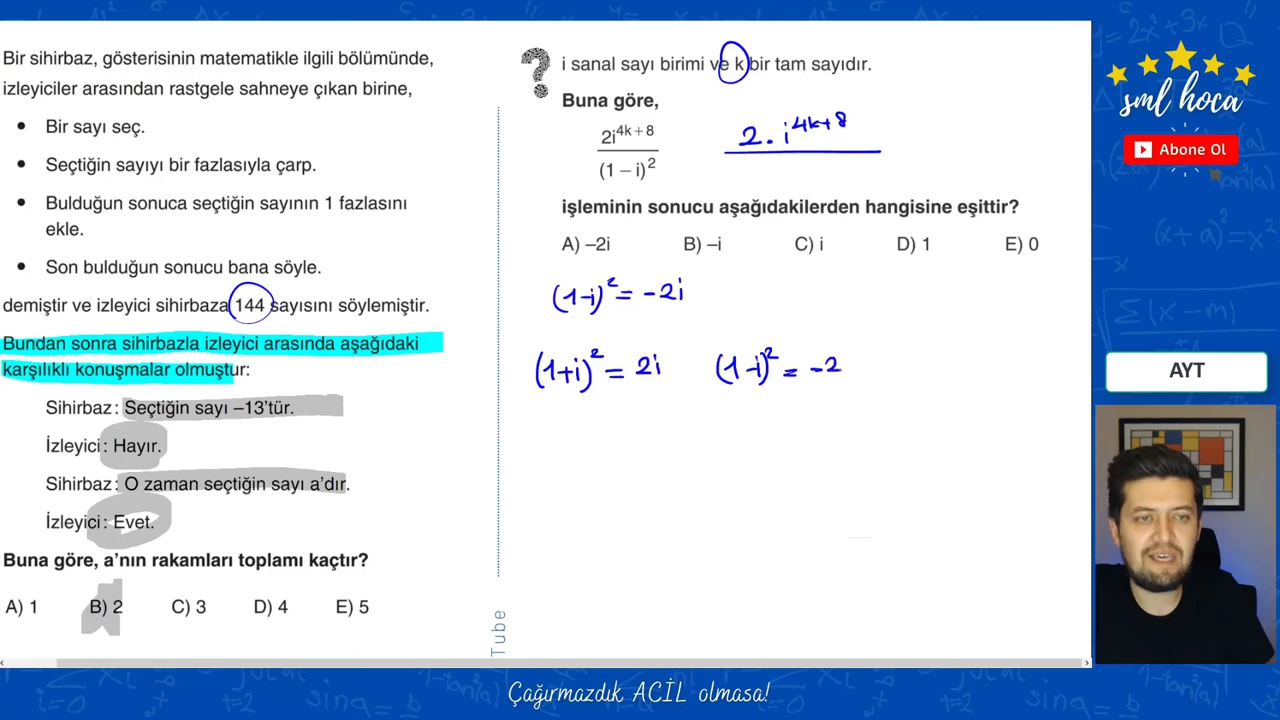 Bir sihirbaz, gösterisinin matematikle ilgili bölümünde,
izleyiciler arasından rastgele sahneye çıkan birine,
• Bir sayı seç.
• Seçtiğin sayıyı bir fazlasıyla çarp.
• Bulduğun sonuca seçtiğin sayının 1 fazlasını
ekle.
• Son bulduğun sonucu bana söyle.
demiştir ve izleyici sihirbaza 144 sayısını söylemiştir.
Bundan sonra sihirbazla izleyici arasında aşağıdaki
karşılıklı konuşmalar olmuştur:
Sihirbaz: Seçtiğin sayı –13'tür.
İzleyici: Hayır.
Sihirbaz: O zaman seçtiğin sayı a'dır.
İzleyici: Evet.
Buna göre, a'nın rakamları toplamı kaçtır?
A) 1 B) 2 C) 3 D) 4 E) 5
?
i sanal sayı birimi ve k bir tam sayıdır.
Buna göre,
2i^{4k+8}
(1 – i)^2
2 . i^{4k+8}
işleminin sonucu aşağıdakilerden hangisine eşittir?
A) –2i B) –i C) i D) 1 E) 0
(1-i)^2 = -2i
(1+i)^2 = 2i (1-i)^2 = -2
Tube
sml hoca
Abone Ol
AYT
Çağırmazdık ACİL olmasa!